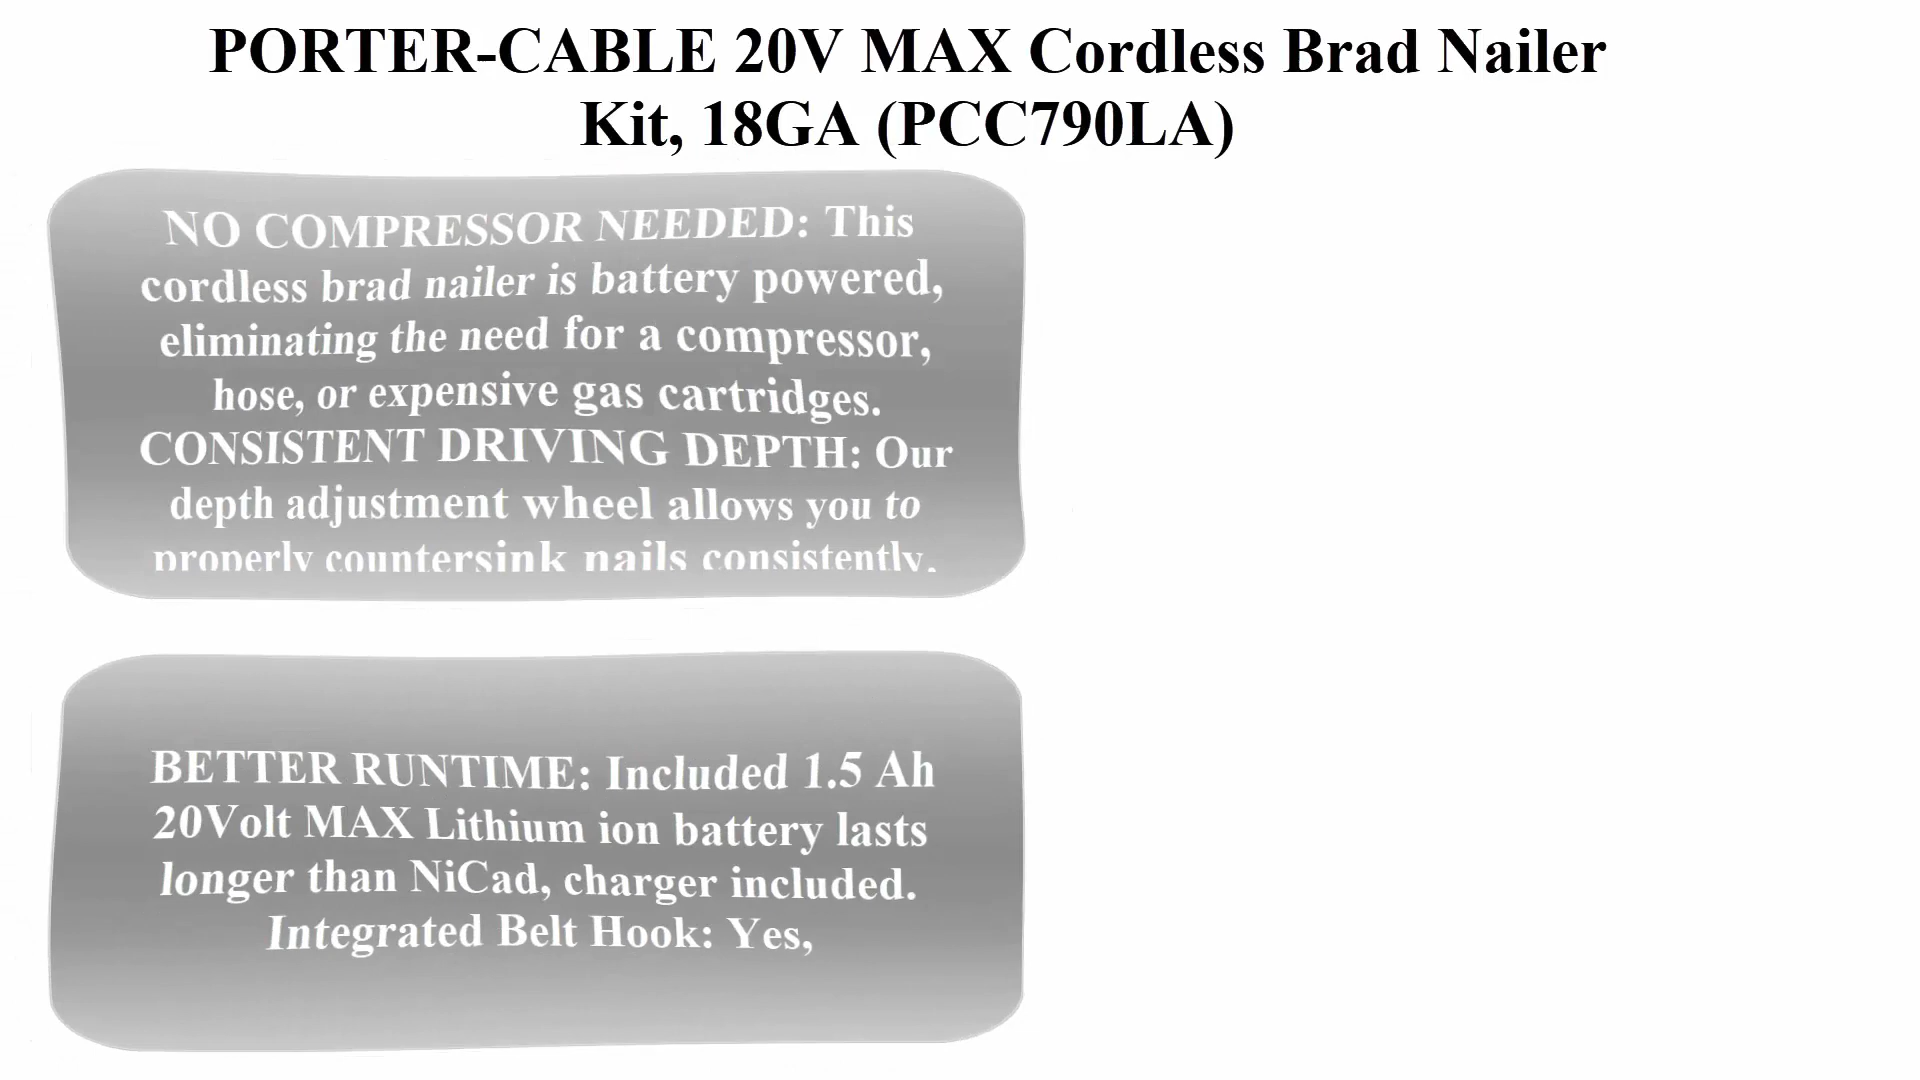 PORTER-CABLE 20V MAX Cordless Brad Nailer
Kit, 18GA (PCC790LA)
NO COMPRESSOR NEEDED: This
cordless brad nailer is battery powered,
eliminating the need for a compressor,
hose, or expensive gas cartridges.
CONSISTENT DRIVING DEPTH: Our
depth adjustment wheel allows you to
properly countersink nails consistently.
BETTER RUNTIME: Included 1.5 Ah
20Volt MAX Lithium ion battery lasts
longer than NiCad, charger included.
Integrated Belt Hook: Yes,